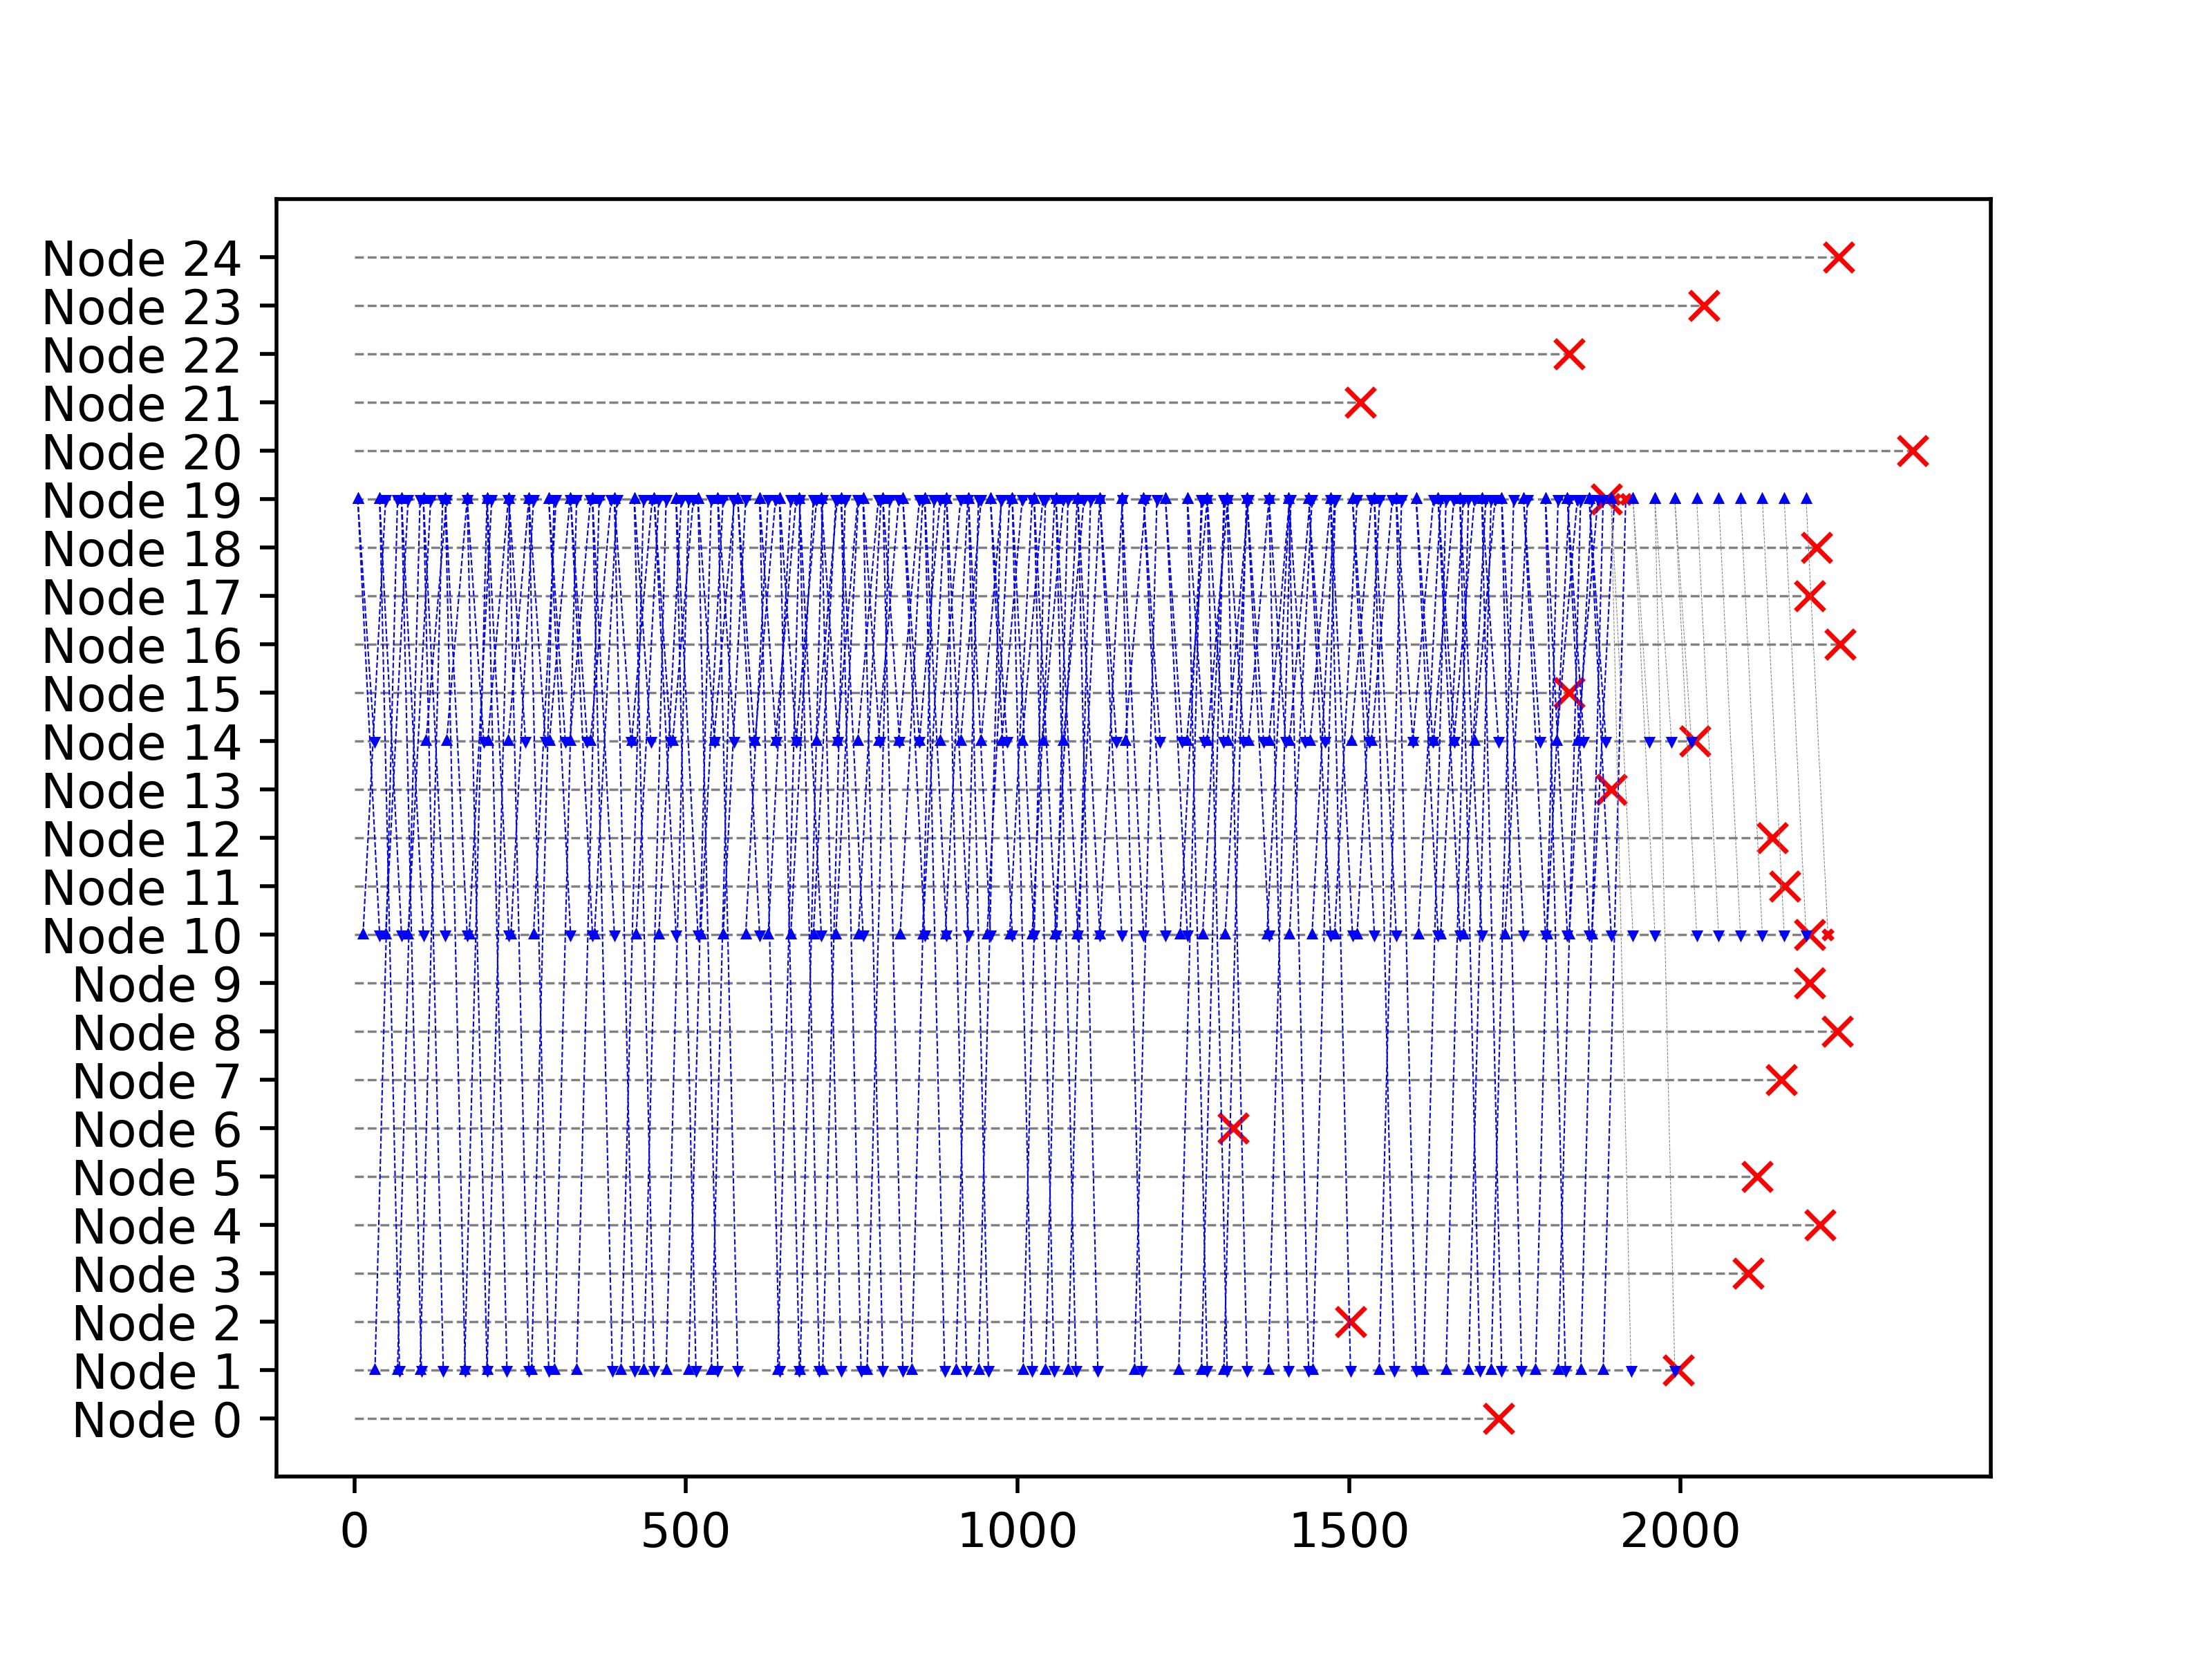 Node 24
Node 23
Node 22
Node 21
Node 20
Node 19
Node 18
Node 17
Node 16
Node 15
Node 14
Node 13
Node 12
Node 11
Node 10
Node 9
Node 8
Node 7
Node 6
Node 5
Node 4
Node 3
Node 2
Node 1
Node 0
0 500 1000 1500 2000